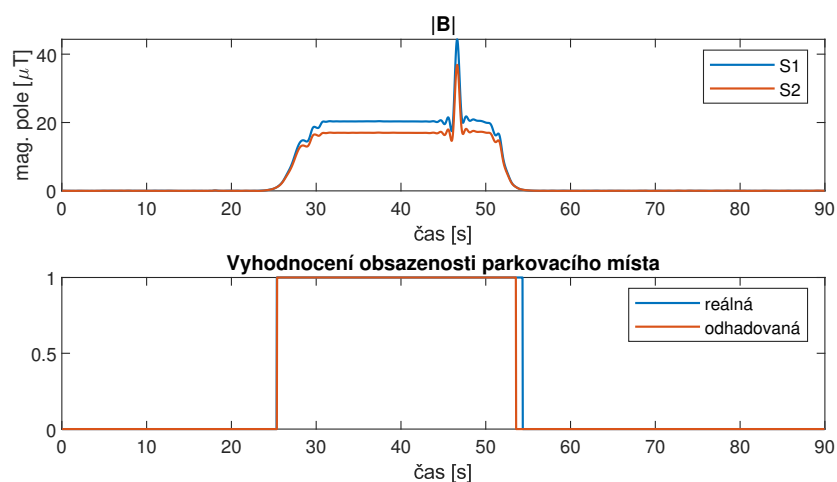 |B|
mag. pole [μT]
40
20
0
S1
S2
0 10 20 30 40 50 60 70 80 90
čas [s]
Vyhodnocení obsazenosti parkovacího místa
1
0.5
0
reálná
odhadovaná
0 10 20 30 40 50 60 70 80 90
čas [s]